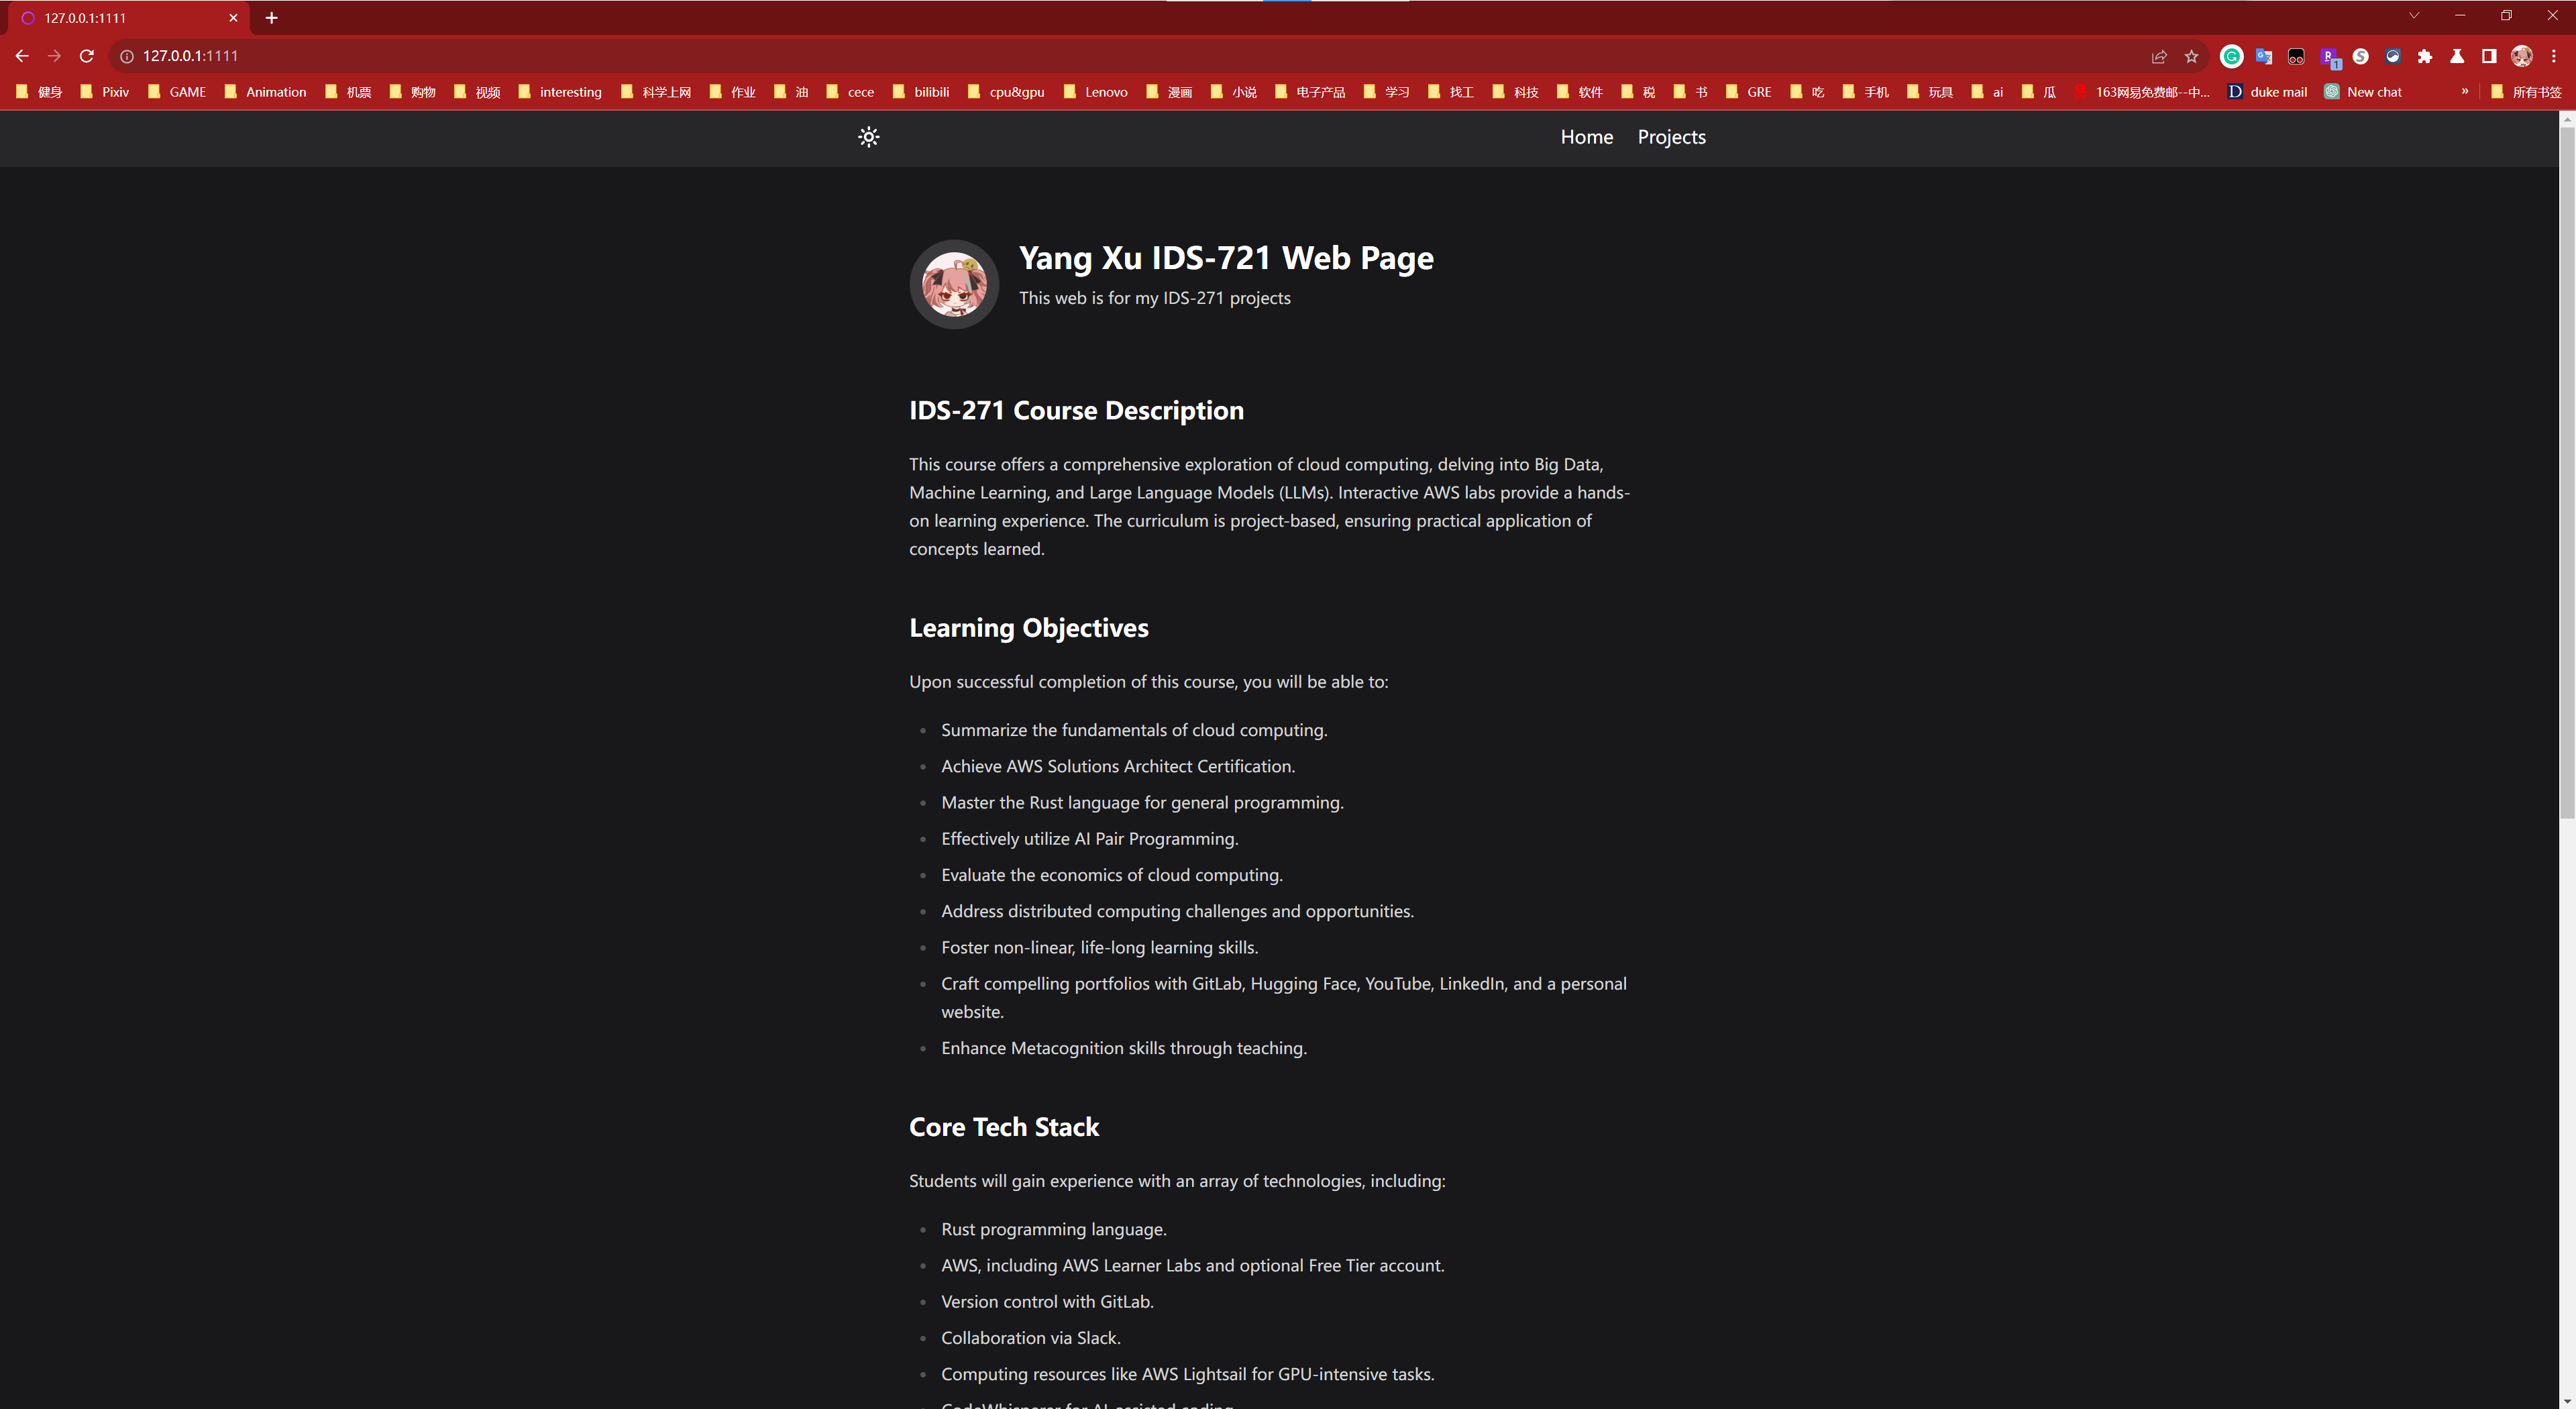 127.0.0.1:1111
127.0.0.1:1111
健身 Pixiv GAME Animation 机票 购物 视频 interesting 科学上网 作业 油 cece bilibili cpu&gpu Lenovo 漫画 小说 电子产品 学习 找工 科技 软件 税 书 GRE 吃 手机 玩具 ai 瓜 163网易免费邮--中... duke mail New chat » 所有书签
Home Projects
Yang Xu IDS-721 Web Page
This web is for my IDS-271 projects
IDS-271 Course Description
This course offers a comprehensive exploration of cloud computing, delving into Big Data,
Machine Learning, and Large Language Models (LLMs). Interactive AWS labs provide a hands-
on learning experience. The curriculum is project-based, ensuring practical application of
concepts learned.
Learning Objectives
Upon successful completion of this course, you will be able to:
• Summarize the fundamentals of cloud computing.
• Achieve AWS Solutions Architect Certification.
• Master the Rust language for general programming.
• Effectively utilize AI Pair Programming.
• Evaluate the economics of cloud computing.
• Address distributed computing challenges and opportunities.
• Foster non-linear, life-long learning skills.
• Craft compelling portfolios with GitLab, Hugging Face, YouTube, LinkedIn, and a personal
website.
• Enhance Metacognition skills through teaching.
Core Tech Stack
Students will gain experience with an array of technologies, including:
• Rust programming language.
• AWS, including AWS Learner Labs and optional Free Tier account.
• Version control with GitLab.
• Collaboration via Slack.
• Computing resources like AWS Lightsail for GPU-intensive tasks.
• CodeWhisperer for AI-assisted coding.